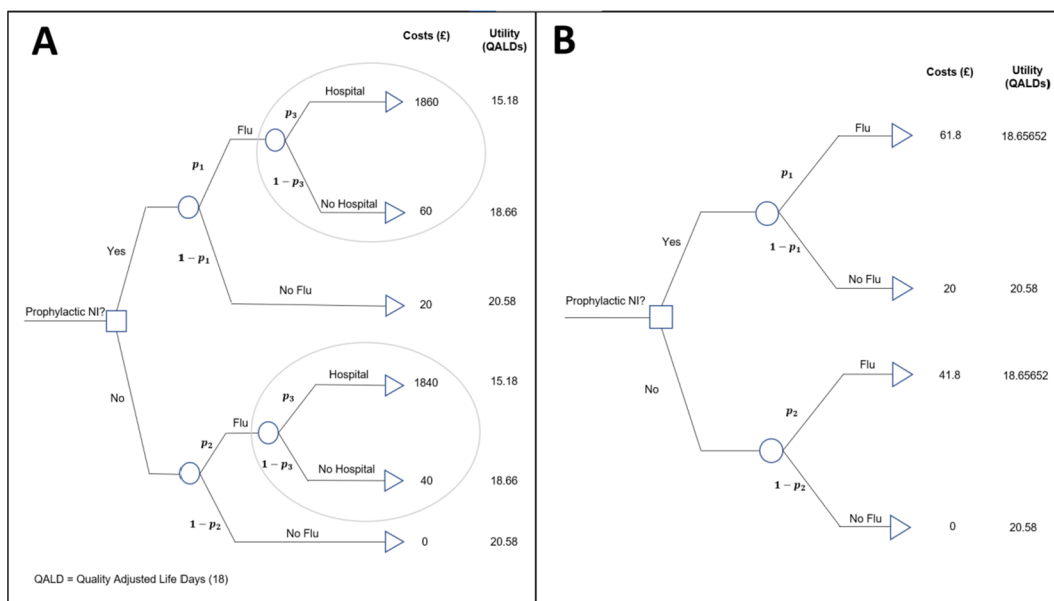 A
Costs (£) Utility
(QALDs)
Hospital
1860 15.18
p₃
Flu
p₁
1 − p₃
No Hospital
60 18.66
Yes
1 − p₁
No Flu
20 20.58
Prophylactic NI?
Hospital
1840 15.18
No
p₃
Flu
p₂
1 − p₃
No Hospital
40 18.66
1 − p₂
No Flu
0 20.58
QALD = Quality Adjusted Life Days (18)
B
Costs (£) Utility
(QALDs)
Flu
61.8 18.65652
p₁
Yes
1 − p₁
No Flu
20 20.58
Prophylactic NI?
Flu
41.8 18.65652
No
p₂
1 − p₂
No Flu
0 20.58